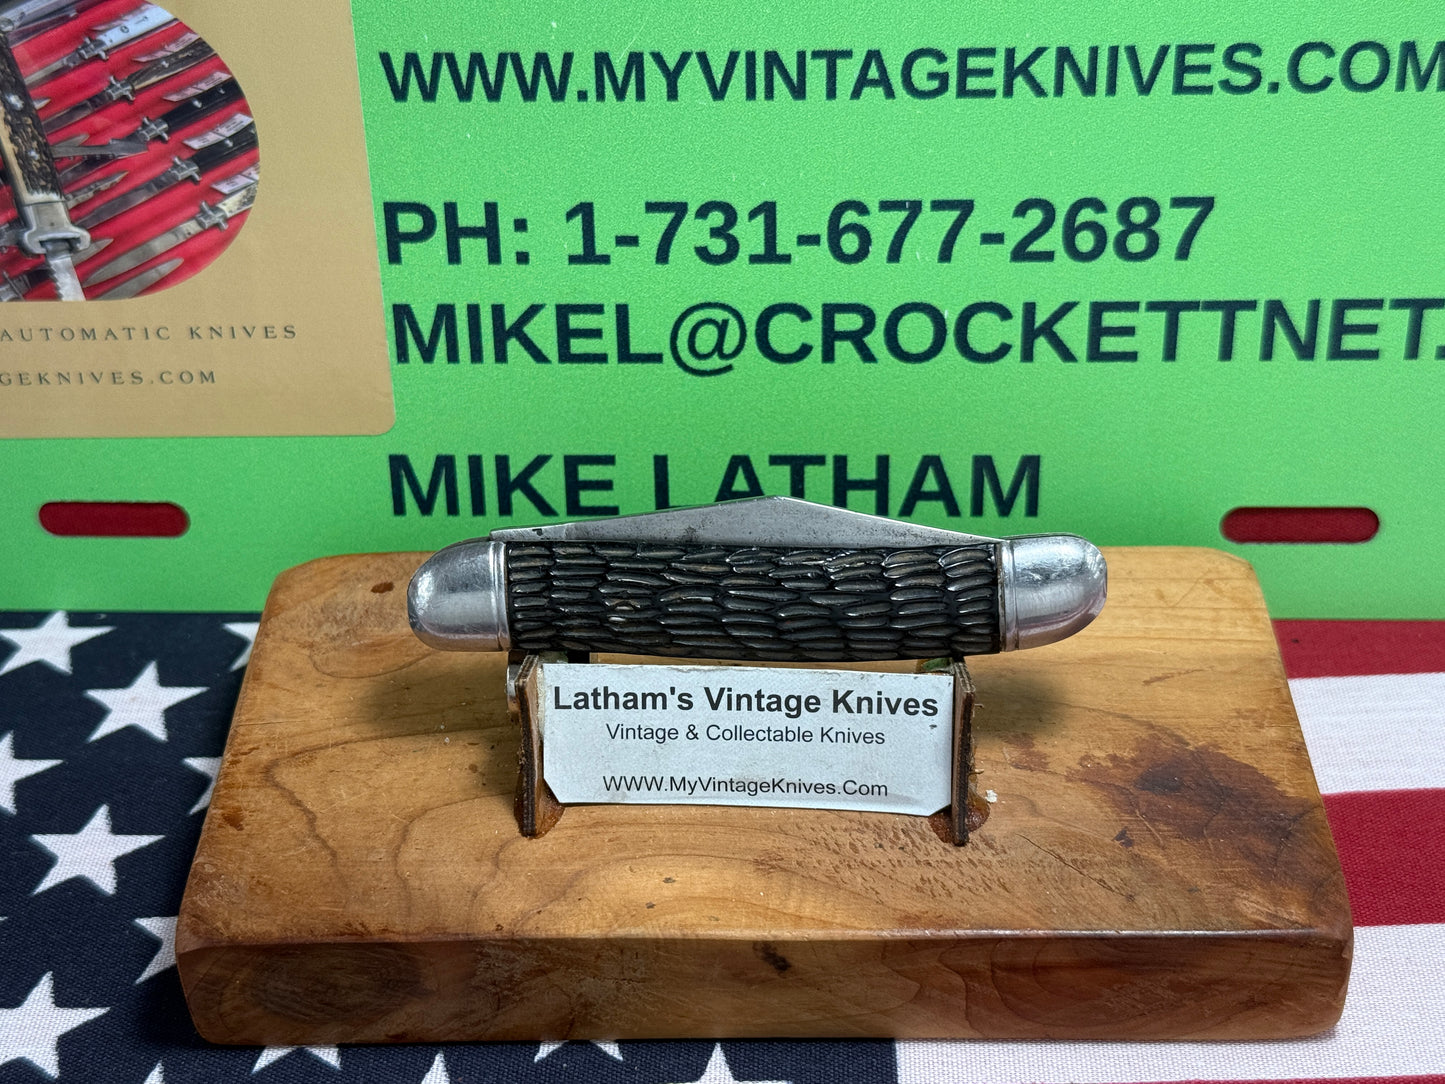 WWW.MYVINTAGEKNIVES.COM
PH: 1-731-677-2687
MIKEL@CROCKETTNET.
AUTOMATIC KNIVES
GEKNIVES.COM
MIKE LATHAM
Latham's Vintage Knives
Vintage & Collectable Knives
WWW.MyVintageKnives.Com